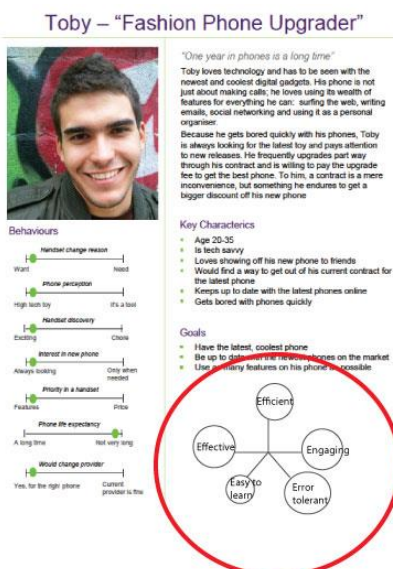 Toby – “Fashion Phone Upgrader”
"One year in phones is a long time"
Toby loves technology and has to be seen with the
newest and coolest digital gadgets. His phone is not
just about making calls; he loves using its wealth of
features for everything he can: surfing the web, writing
emails, social networking and using it as a personal
organiser.
Because he gets bored quickly with his phones, Toby
is always looking for the latest toy and pays attention
to new releases. He frequently upgrades part way
through his contract and is willing to pay the upgrade
fee to get the best phone. To him, a contract is a mere
inconvenience, but something he endures to get a
bigger discount off his new phone
Behaviours
Handset change reason
Want Need
Phone perception
High tech toy It's a tool
Handset discovery
Exciting Chore
Interest in new phone
Always looking Only when
needed
Priority in a handset
Features Price
Phone life expectancy
A long time Not very long
Would change provider
Yes, for the right phone Current
provider is fine
Key Characterics
Age 20-35
Is tech savvy
Loves showing off his new phone to friends
Would find a way to get out of his current contract for
the latest phone
Keeps up to date with the latest phones online
Gets bored with phones quickly
Goals
Have the latest, coolest phone
Be up to date with the newest phones on the market
Use as many features on his phone as possible
Efficient
Effective
Engaging
Easy to
learn
Error
tolerant